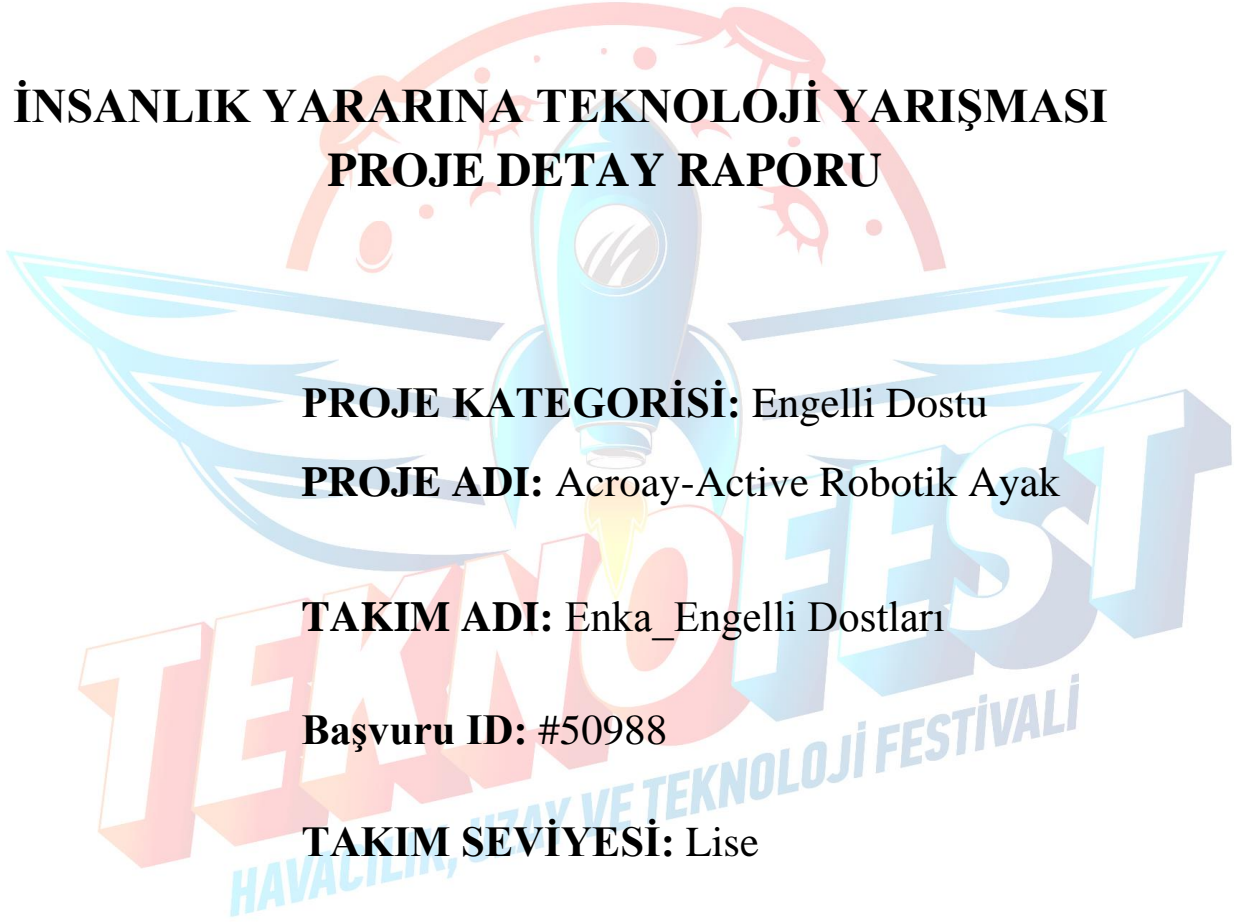 İNSANLIK YARARINA TEKNOLOJİ YARIŞMASI
PROJE DETAY RAPORU
PROJE KATEGORİSİ: Engelli Dostu
PROJE ADI: Acroay-Active Robotik Ayak
TAKIM ADI: Enka_Engelli Dostları
Başvuru ID: #50988
TAKIM SEVİYESİ: Lise
TEKNOFEST
HAVACILIK, UZAY VE TEKNOLOJİ FESTİVALİ